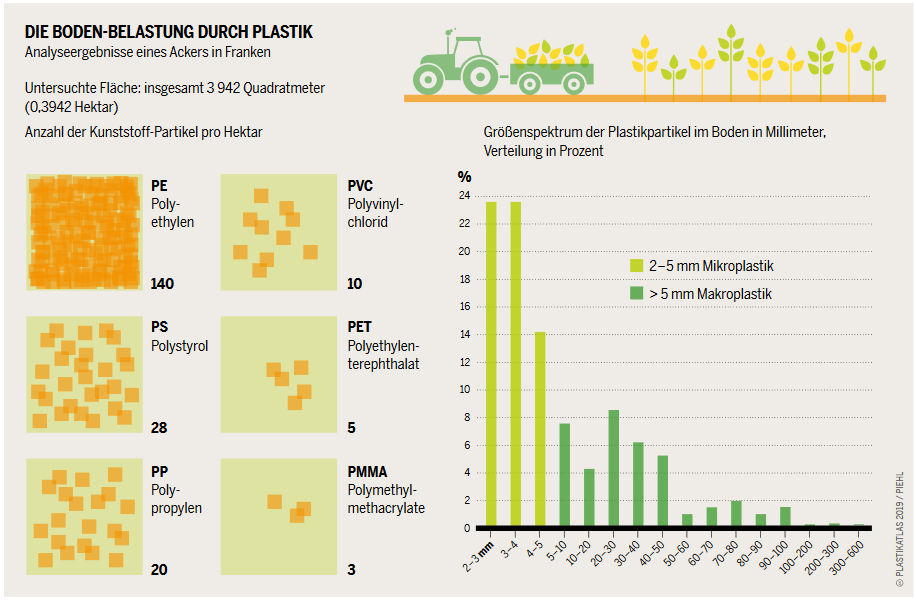 DIE BODEN-BELASTUNG DURCH PLASTIK
Analyseergebnisse eines Ackers in Franken
Untersuchte Fläche: insgesamt 3 942 Quadratmeter
(0,3942 Hektar)
Anzahl der Kunststoff-Partikel pro Hektar
PE
Poly-
ethylen
140
PVC
Polyvinyl-
chlorid
10
PS
Polystyrol
28
PET
Polyethylen-
terephthalat
5
PP
Poly-
propylen
20
PMMA
Polymethyl-
methacrylate
3
Größenspektrum der Plastikpartikel im Boden in Millimeter,
Verteilung in Prozent
%
24
22
20
18
16
14
12
10
8
6
4
2
0
2–5 mm Mikroplastik
> 5 mm Makroplastik
2–3 mm
3–4
4–5
5–10
10–20
20–30
30–40
40–50
50–60
60–70
70–80
80–90
90–100
100–200
200–300
300–600
© PLASTIKATLAS 2019 / PIEHL